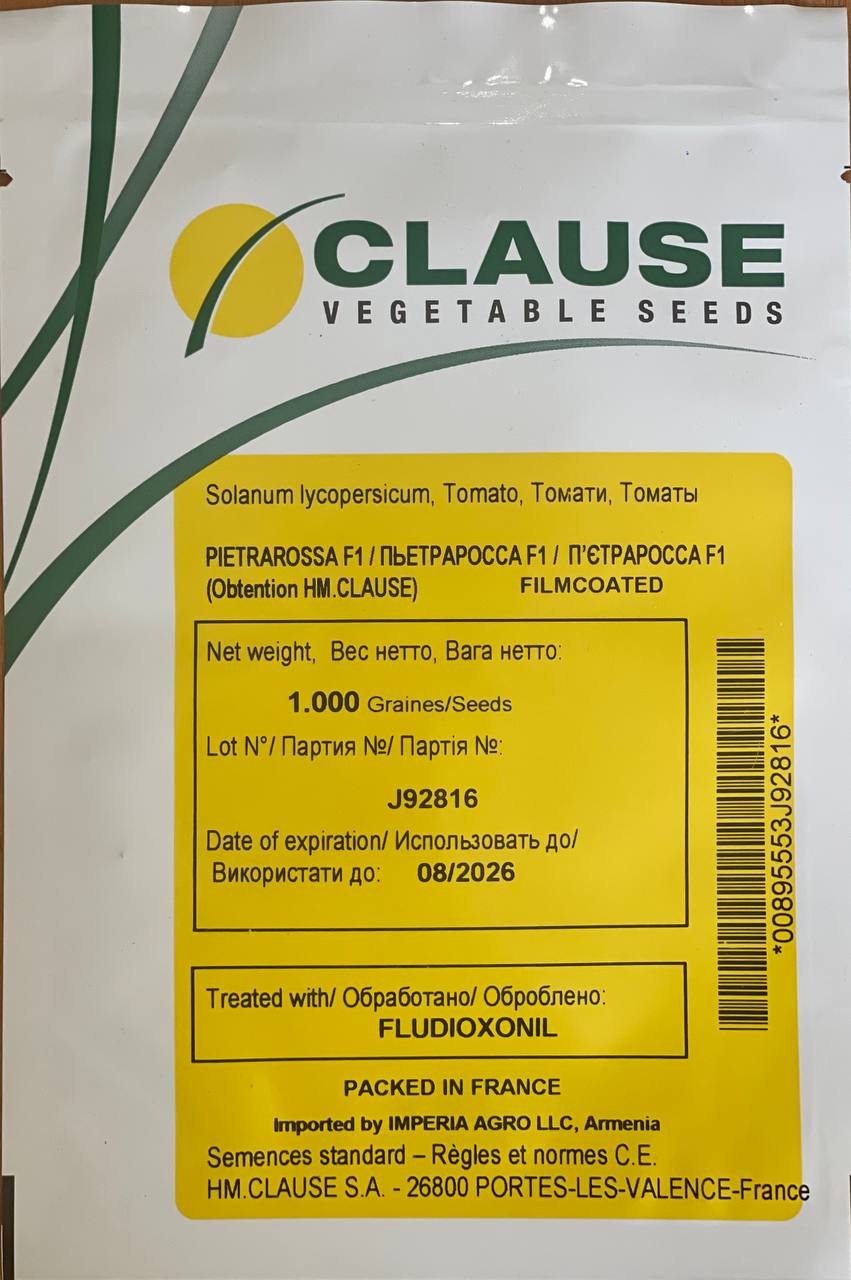 CLAUSE
VEGETABLE SEEDS
Solanum lycopersicum, Tomato, Томати, Томаты
PIETRAROSSA F1 / ПЬЕТРАРОССА F1 / П'ЄТРАРОССА F1
(Obtention HM.CLAUSE) FILMCOATED
Net weight, Вес нетто, Вага нетто:
1.000 Graines/Seeds
Lot N°/ Партия №/ Партія №:
J92816
Date of expiration/ Использовать до/
Використати до: 08/2026
*00895553J92816*
Treated with/ Обработано/ Оброблено:
FLUDIOXONIL
PACKED IN FRANCE
Imported by IMPERIA AGRO LLC, Armenia
Semences standard – Règles et normes C.E.
HM.CLAUSE S.A. - 26800 PORTES-LES-VALENCE-France